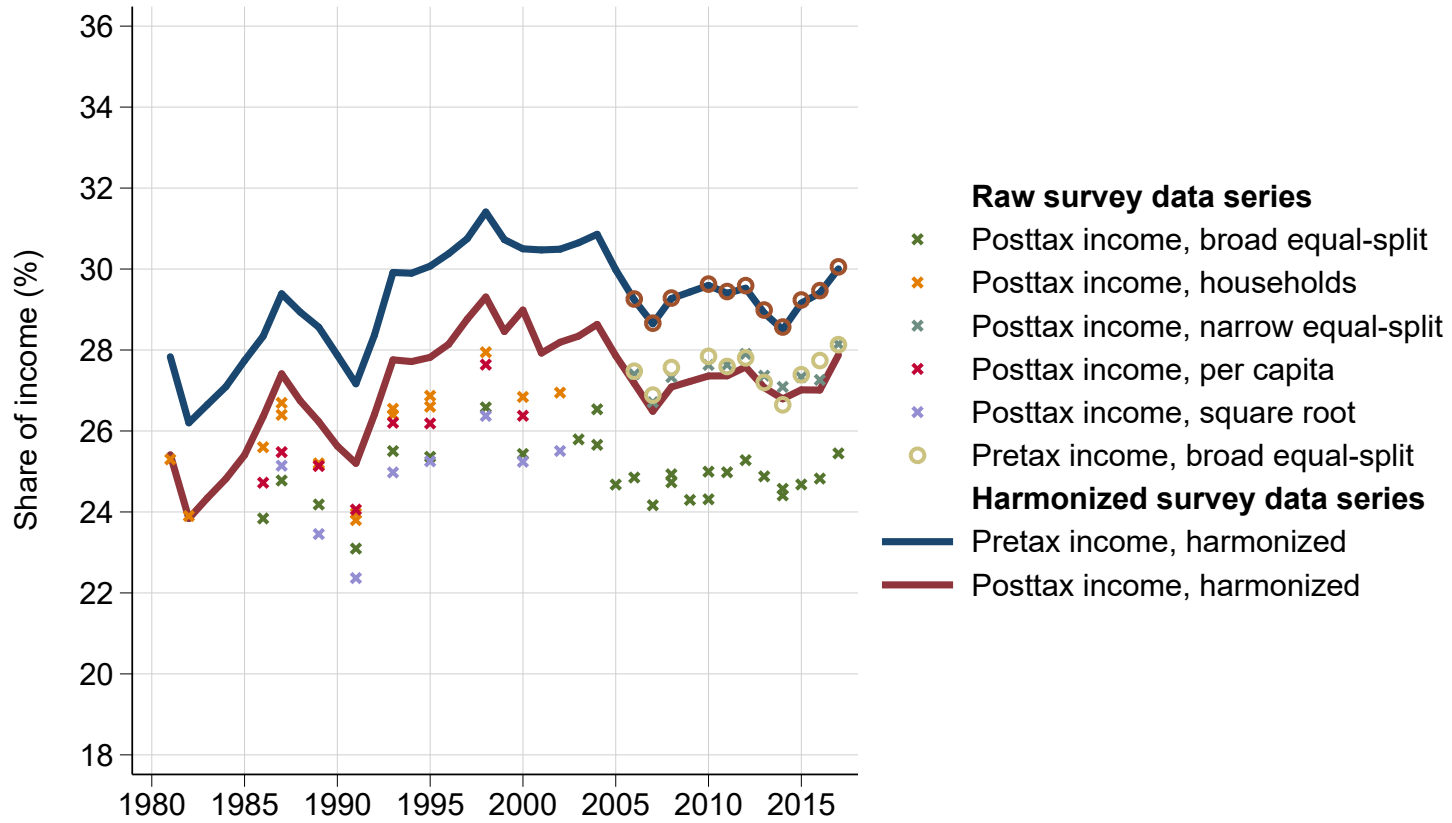 36
34
32
30
28
26
24
22
20
18
Share of income (%)
1980 1985 1990 1995 2000 2005 2010 2015
Raw survey data series
Posttax income, broad equal-split
Posttax income, households
Posttax income, narrow equal-split
Posttax income, per capita
Posttax income, square root
Pretax income, broad equal-split
Harmonized survey data series
Pretax income, harmonized
Posttax income, harmonized